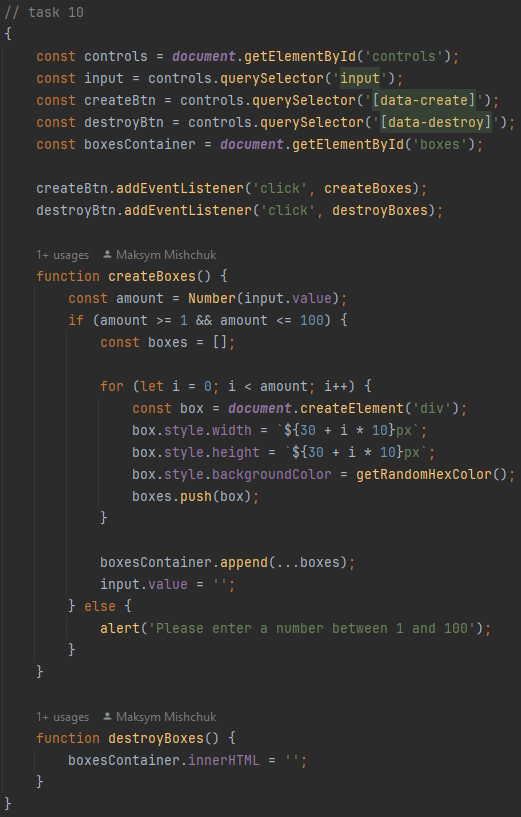 // task 10
{
    const controls = document.getElementById('controls');
    const input = controls.querySelector('input');
    const createBtn = controls.querySelector('[data-create]');
    const destroyBtn = controls.querySelector('[data-destroy]');
    const boxesContainer = document.getElementById('boxes');

    createBtn.addEventListener('click', createBoxes);
    destroyBtn.addEventListener('click', destroyBoxes);

    1+ usages Maksym Mishchuk
    function createBoxes() {
        const amount = Number(input.value);
        if (amount >= 1 && amount <= 100) {
            const boxes = [];

            for (let i = 0; i < amount; i++) {
                const box = document.createElement('div');
                box.style.width = `${30 + i * 10}px`;
                box.style.height = `${30 + i * 10}px`;
                box.style.backgroundColor = getRandomHexColor();
                boxes.push(box);
            }

            boxesContainer.append(...boxes);
            input.value = '';
        } else {
            alert('Please enter a number between 1 and 100');
        }
    }

    1+ usages Maksym Mishchuk
    function destroyBoxes() {
        boxesContainer.innerHTML = '';
    }
}